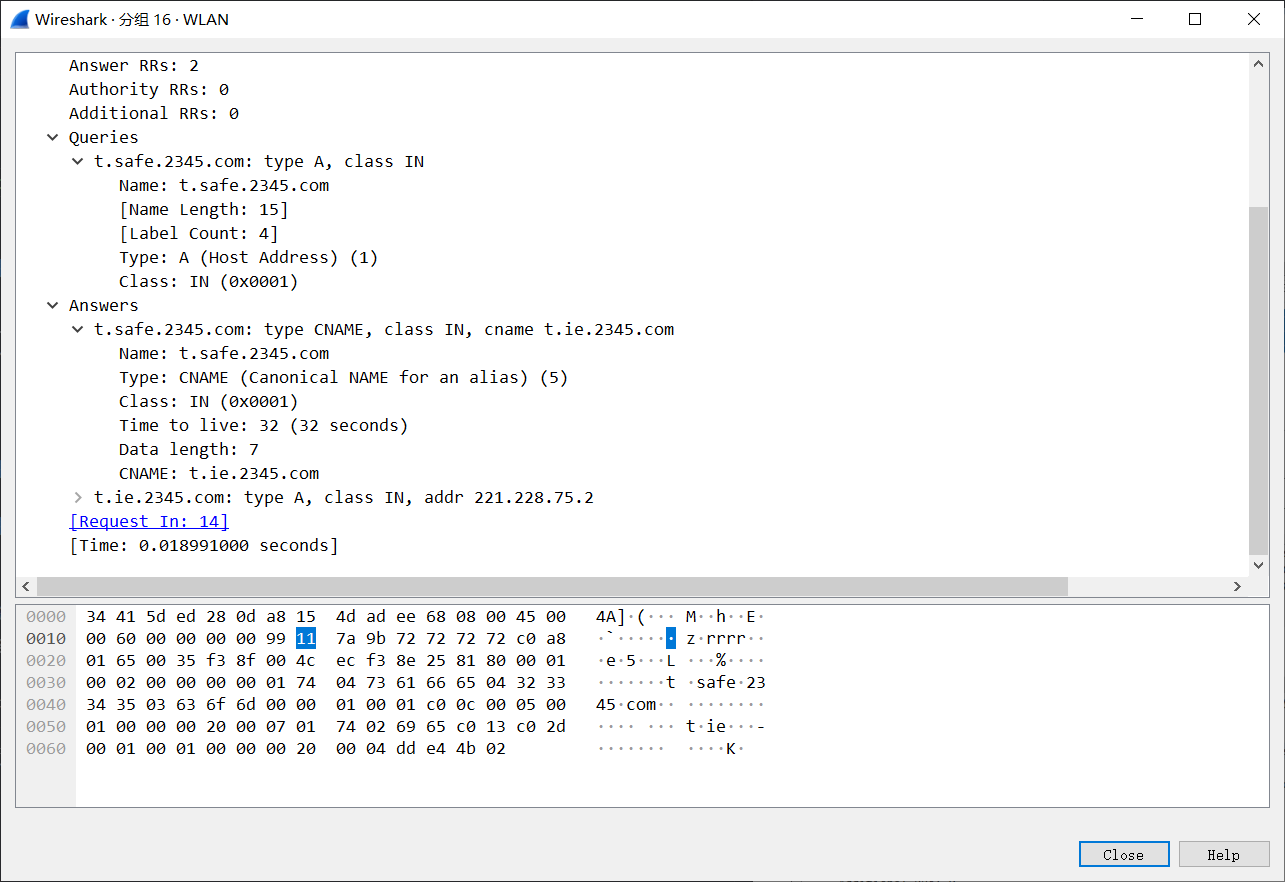 Wireshark · 分组 16 · WLAN
Answer RRs: 2
Authority RRs: 0
Additional RRs: 0
Queries
t.safe.2345.com: type A, class IN
Name: t.safe.2345.com
[Name Length: 15]
[Label Count: 4]
Type: A (Host Address) (1)
Class: IN (0x0001)
Answers
t.safe.2345.com: type CNAME, class IN, cname t.ie.2345.com
Name: t.safe.2345.com
Type: CNAME (Canonical NAME for an alias) (5)
Class: IN (0x0001)
Time to live: 32 (32 seconds)
Data length: 7
CNAME: t.ie.2345.com
t.ie.2345.com: type A, class IN, addr 221.228.75.2
[Request In: 14]
[Time: 0.018991000 seconds]
0000 34 41 5d ed 28 0d a8 15 4d ad ee 68 08 00 45 00 4A]·(··· M··h··E·
0010 00 60 00 00 00 00 99 11 7a 9b 72 72 72 72 c0 a8 ·`······ z·rrrr··
0020 01 65 00 35 f3 8f 00 4c ec f3 8e 25 81 80 00 01 ·e·5···L ···%····
0030 00 02 00 00 00 00 01 74 04 73 61 66 65 04 32 33 ·······t ·safe·23
0040 34 35 03 63 6f 6d 00 00 01 00 01 c0 0c 00 05 00 45·com·· ········
0050 01 00 00 00 20 00 07 01 74 02 69 65 c0 13 c0 2d ···· ··· t·ie···-
0060 00 01 00 01 00 00 00 20 00 04 dd e4 4b 02 ·······  ····K·
Close
Help